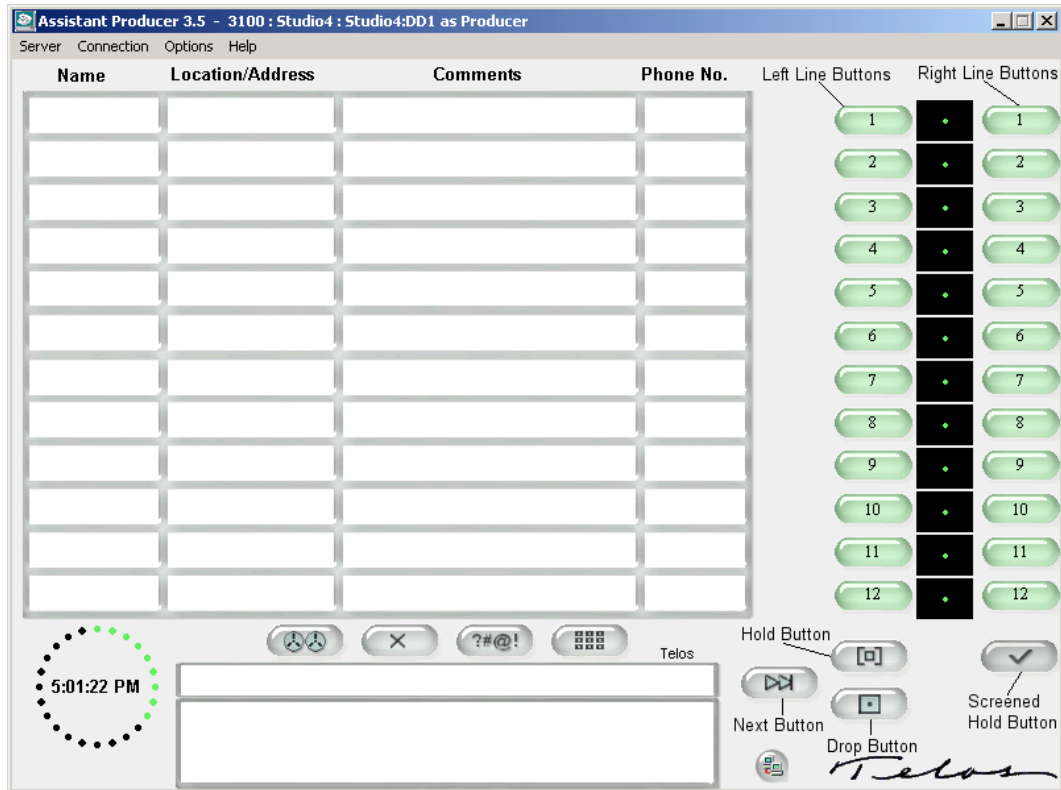 Assistant Producer 3.5 - 3100 : Studio4 : Studio4:DD1 as Producer
Server Connection Options Help
Name Location/Address Comments Phone No. Left Line Buttons Right Line Buttons
1 1
2 2
3 3
4 4
5 5
6 6
7 7
8 8
9 9
10 10
11 11
12 12
?#@!
Telos
Hold Button
5:01:22 PM
Next Button
Screened
Hold Button
Drop Button
Telos